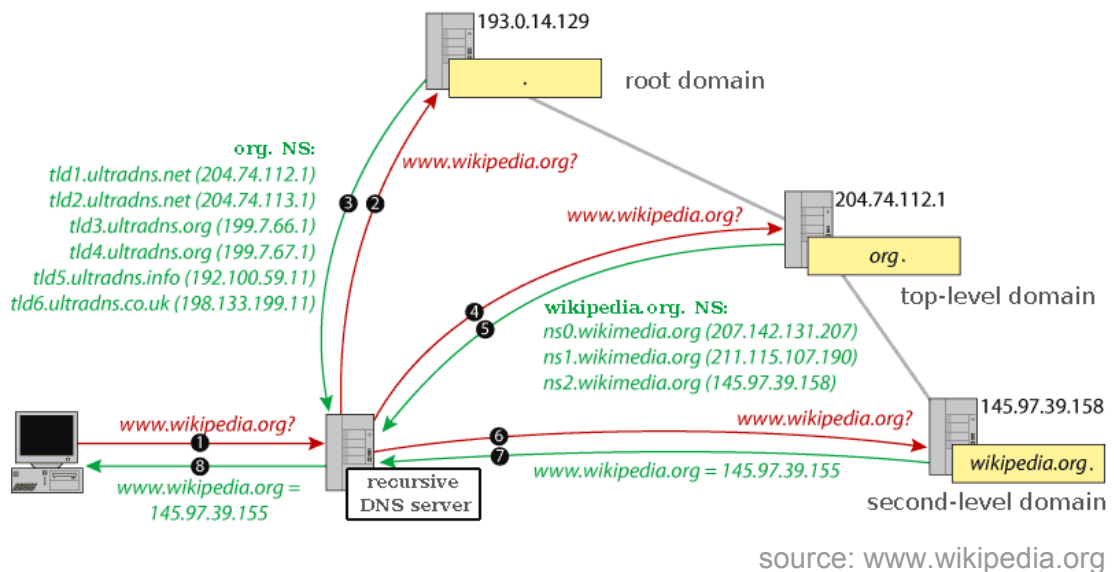 193.0.14.129
.
root domain
org. NS:
tld1.ultradns.net (204.74.112.1)
tld2.ultradns.net (204.74.113.1)
tld3.ultradns.org (199.7.66.1)
tld4.ultradns.org (199.7.67.1)
tld5.ultradns.info (192.100.59.11)
tld6.ultradns.co.uk (198.133.199.11)
www.wikipedia.org?
3
2
www.wikipedia.org?
204.74.112.1
org.
top-level domain
4
5
wikipedia.org. NS:
ns0.wikimedia.org (207.142.131.207)
ns1.wikimedia.org (211.115.107.190)
ns2.wikimedia.org (145.97.39.158)
www.wikipedia.org?
1
8
www.wikipedia.org =
145.97.39.155
recursive
DNS server
www.wikipedia.org?
6
7
www.wikipedia.org = 145.97.39.155
145.97.39.158
wikipedia.org.
second-level domain
source: www.wikipedia.org